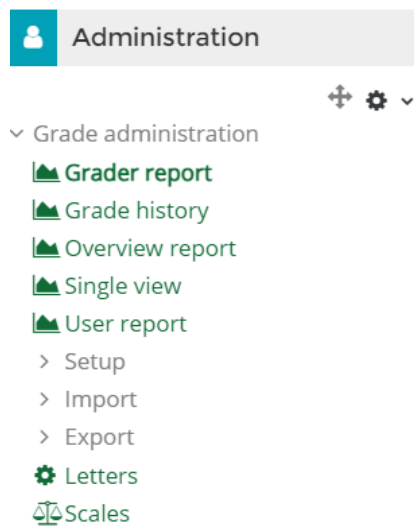 Administration
Grade administration
Grader report
Grade history
Overview report
Single view
User report
Setup
Import
Export
Letters
Scales